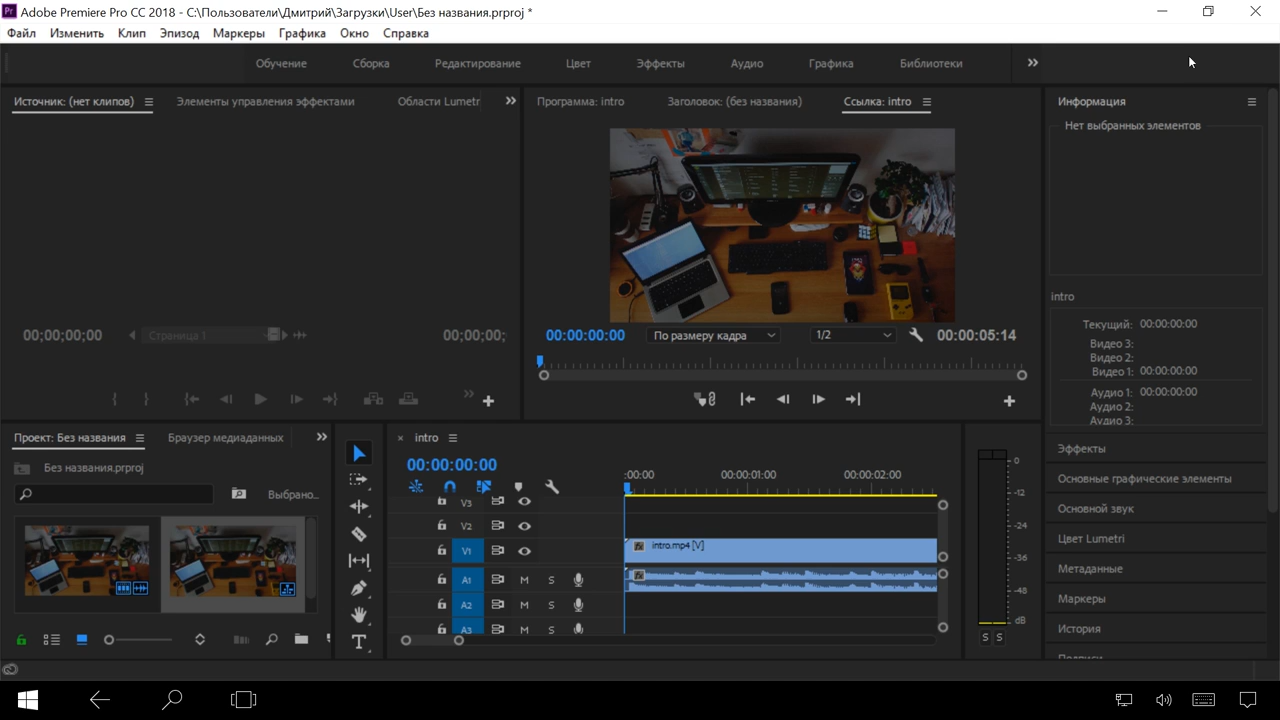 Pr Adobe Premiere Pro CC 2018 - C:\Пользователи\Дмитрий\Загрузки\User\Без названия.prproj *
Файл Изменить Клип Эпизод Маркеры Графика Окно Справка
Обучение Сборка Редактирование Цвет Эффекты Аудио Графика Библиотеки
Источник: (нет клипов) Элементы управления эффектами Области Lumetr
Программа: intro Заголовок: (без названия) Ссылка: intro
Информация
Нет выбранных элементов
00;00;00;00 Страница 1 00;00;00;
00:00:00:00 По размеру кадра 1/2 00:00:05:14
intro
Текущий: 00:00:00:00
Видео 3:
Видео 2:
Видео 1: 00:00:00:00
Аудио 1: 00:00:00:00
Аудио 2:
Аудио 3:
Проект: Без названия Браузер медиаданных
Без названия.prproj
Выбрано...
intro
00:00:00:00
:00:00 00:00:01:00 00:00:02:00
V3
V2
V1 intro.mp4 [V]
A1 M S
A2 M S
A3 M S
0
-12
-24
-36
-48
dB
S S
Эффекты
Основные графические элементы
Основной звук
Цвет Lumetri
Метаданные
Маркеры
История